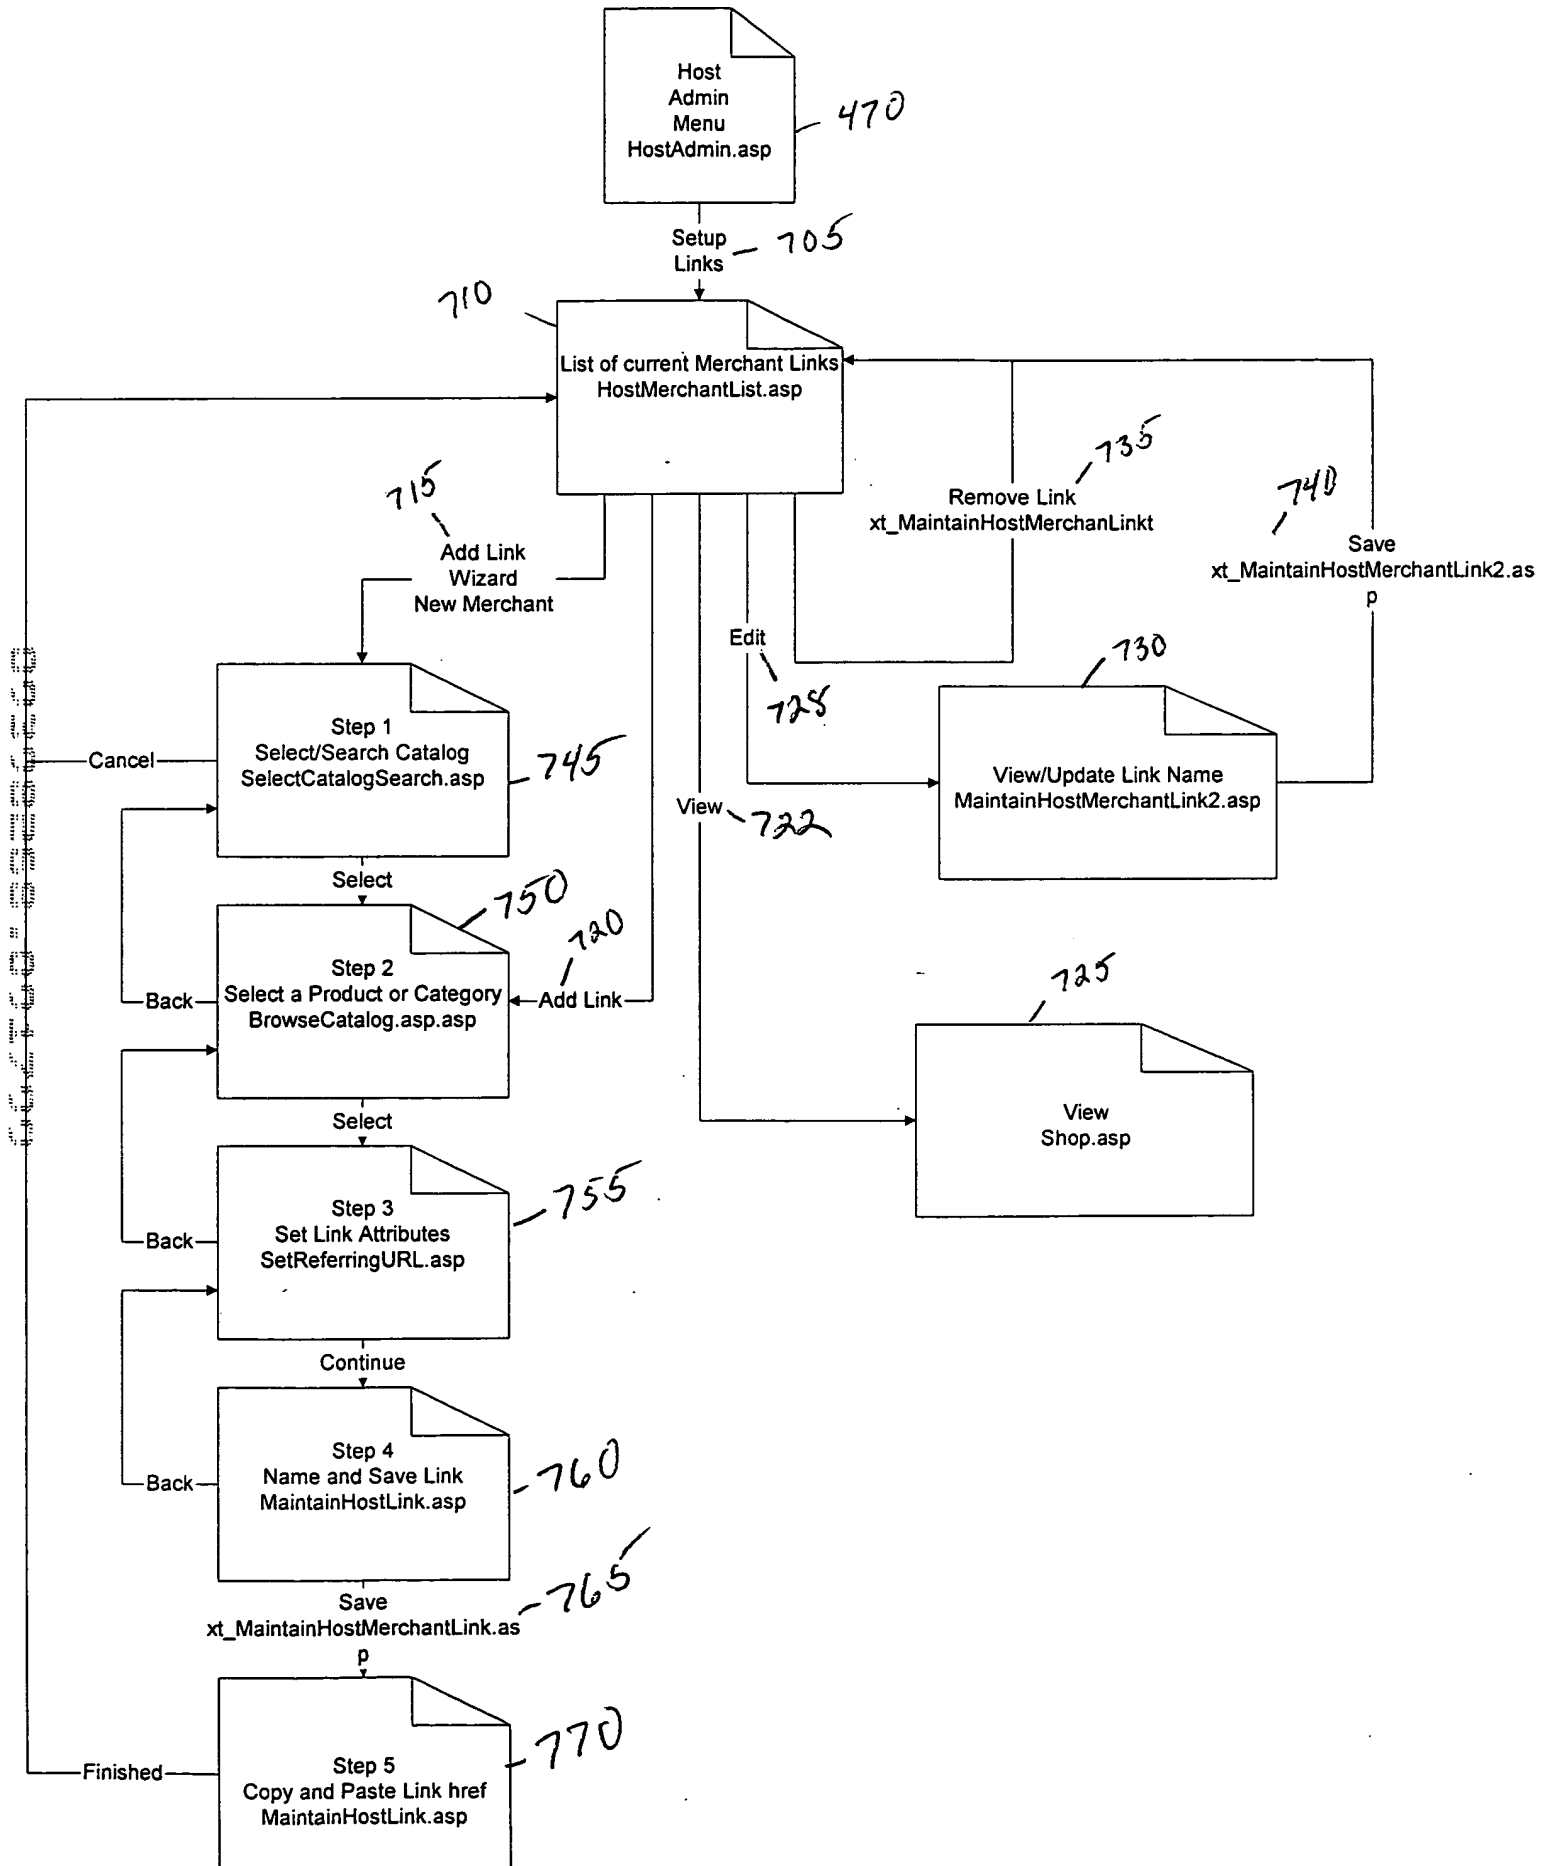 Host
Admin
Menu
HostAdmin.asp
470
Setup
Links
705
710
List of current Merchant Links
HostMerchantList.asp
715
Add Link
Wizard
New Merchant
735
Remove Link
xt_MaintainHostMerchanLinkt
740
Save
xt_MaintainHostMerchantLink2.as
p
Edit
728
730
View/Update Link Name
MaintainHostMerchantLink2.asp
Step 1
Select/Search Catalog
SelectCatalogSearch.asp
745
Cancel
View
722
Select
750
720
Step 2
Select a Product or Category
BrowseCatalog.asp.asp
Back
Add Link
725
View
Shop.asp
Select
Step 3
Set Link Attributes
SetReferringURL.asp
755
Back
Continue
Step 4
Name and Save Link
MaintainHostLink.asp
760
Back
Save
xt_MaintainHostMerchantLink.as
p
765
Step 5
Copy and Paste Link href
MaintainHostLink.asp
770
Finished